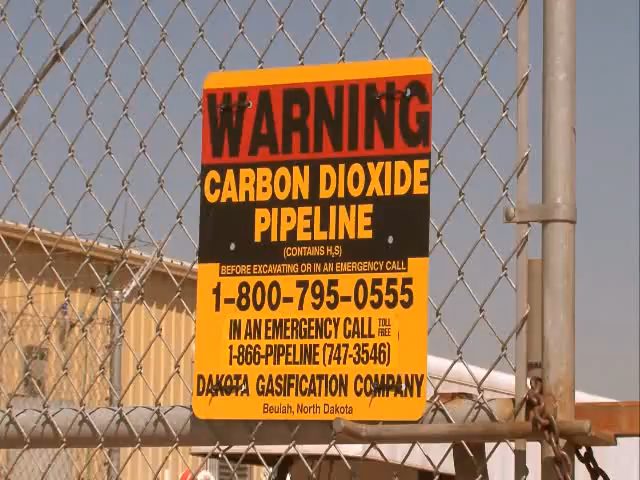 WARNING
CARBON DIOXIDE
PIPELINE
(CONTAINS H₂S)
BEFORE EXCAVATING OR IN AN EMERGENCY CALL
1-800-795-0555
IN AN EMERGENCY CALL TOLL FREE
1-866-PIPELINE (747-3546)
DAKOTA GASIFICATION COMPANY
Beulah, North Dakota